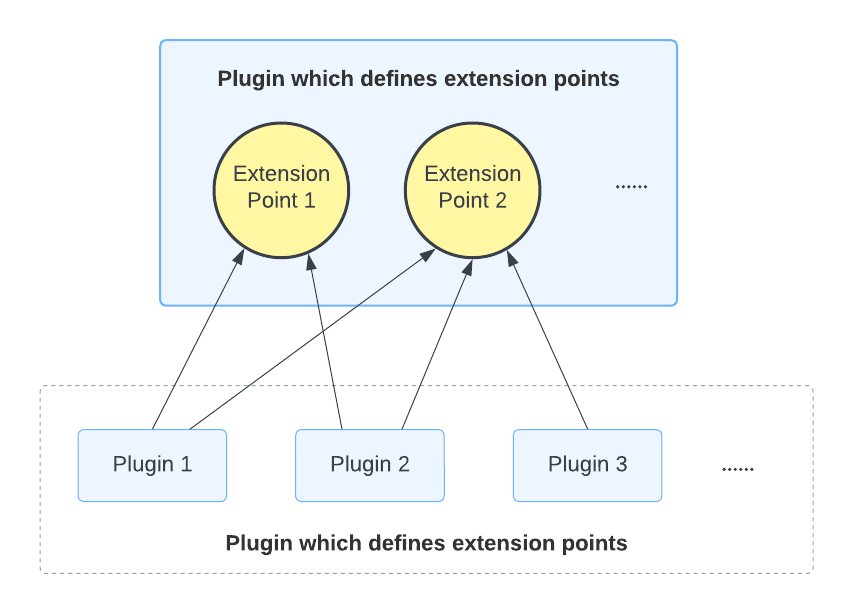 Plugin which defines extension points
Extension
Point 1
Extension
Point 2
......
Plugin 1
Plugin 2
Plugin 3
......
Plugin which defines extension points